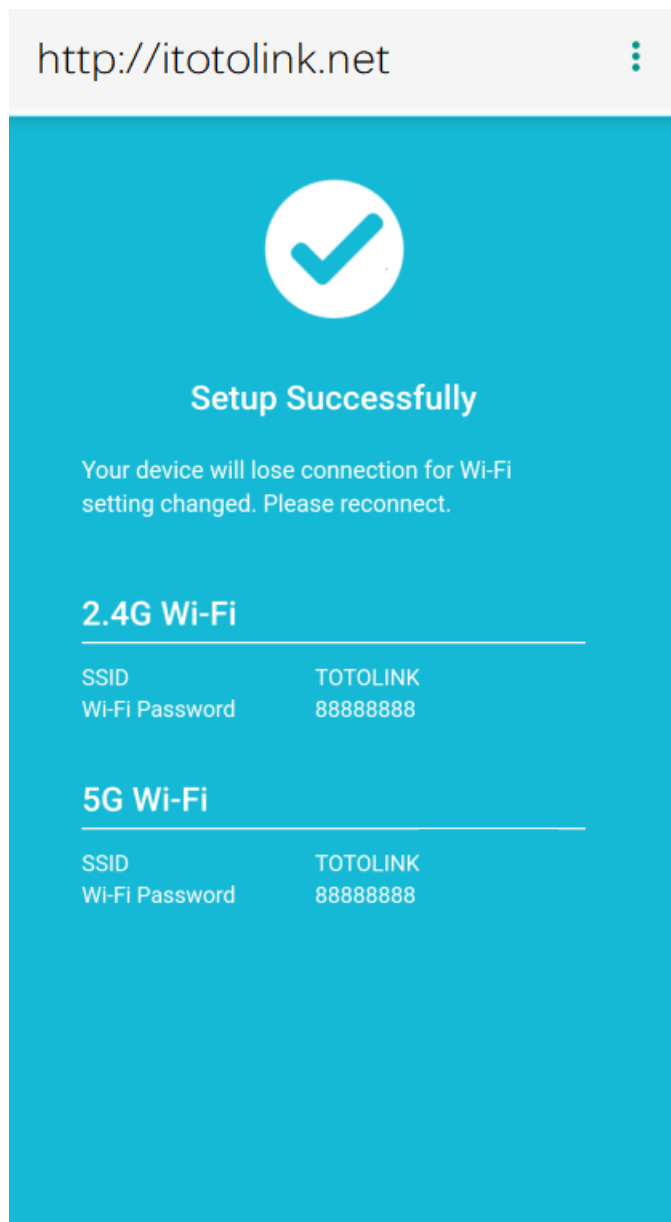 http://itotolink.net
Setup Successfully
Your device will lose connection for Wi-Fi
setting changed. Please reconnect.
2.4G Wi-Fi
SSID TOTOLINK
Wi-Fi Password 88888888
5G Wi-Fi
SSID TOTOLINK
Wi-Fi Password 88888888